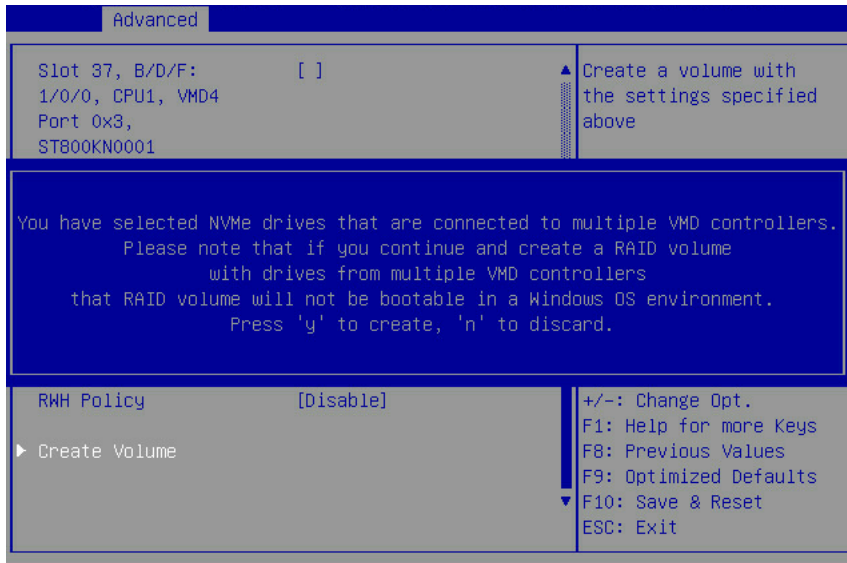 Advanced
Slot 37, B/D/F: [ ]
1/0/0, CPU1, VMD4
Port 0x3,
ST800KN0001
Create a volume with
the settings specified
above
You have selected NVMe drives that are connected to multiple VMD controllers.
Please note that if you continue and create a RAID volume
with drives from multiple VMD controllers
that RAID volume will not be bootable in a Windows OS environment.
Press 'y' to create, 'n' to discard.
RWH Policy [Disable]
Create Volume
+/-: Change Opt.
F1: Help for more Keys
F8: Previous Values
F9: Optimized Defaults
F10: Save & Reset
ESC: Exit